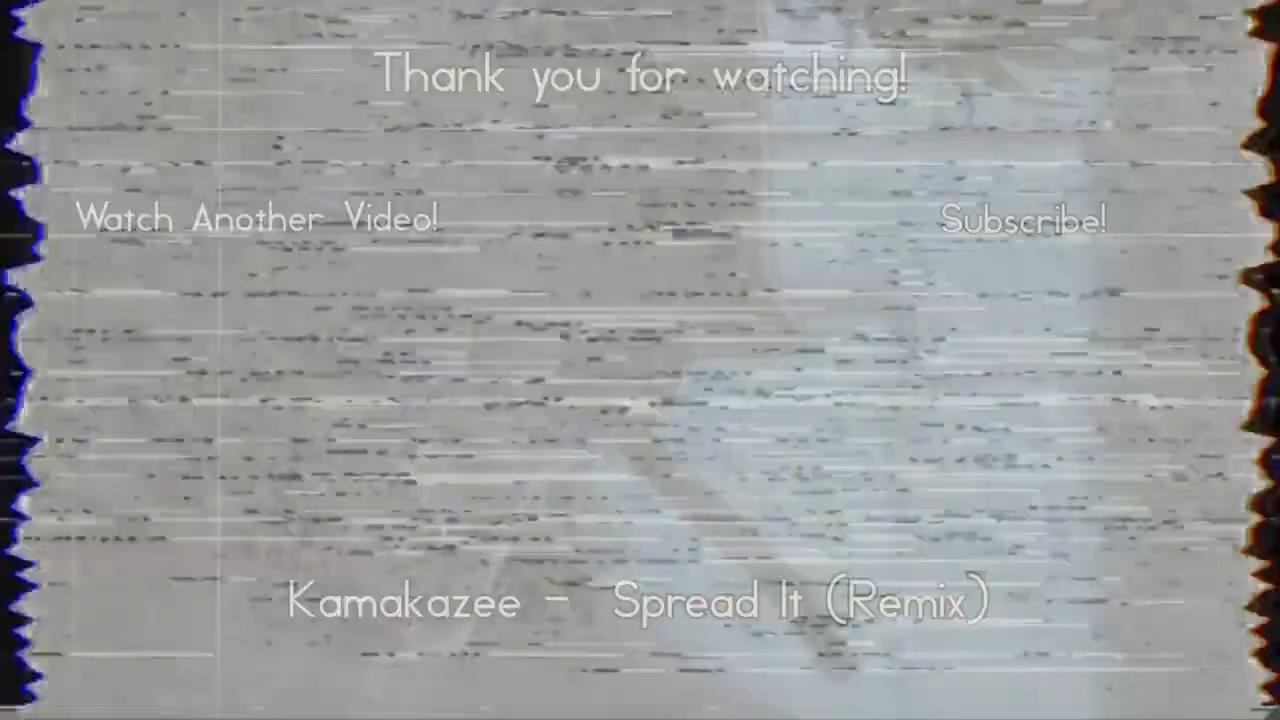 Thank you for watching!
Watch Another Video!
Subscribe!
Kamakazee - Spread It (Remix)